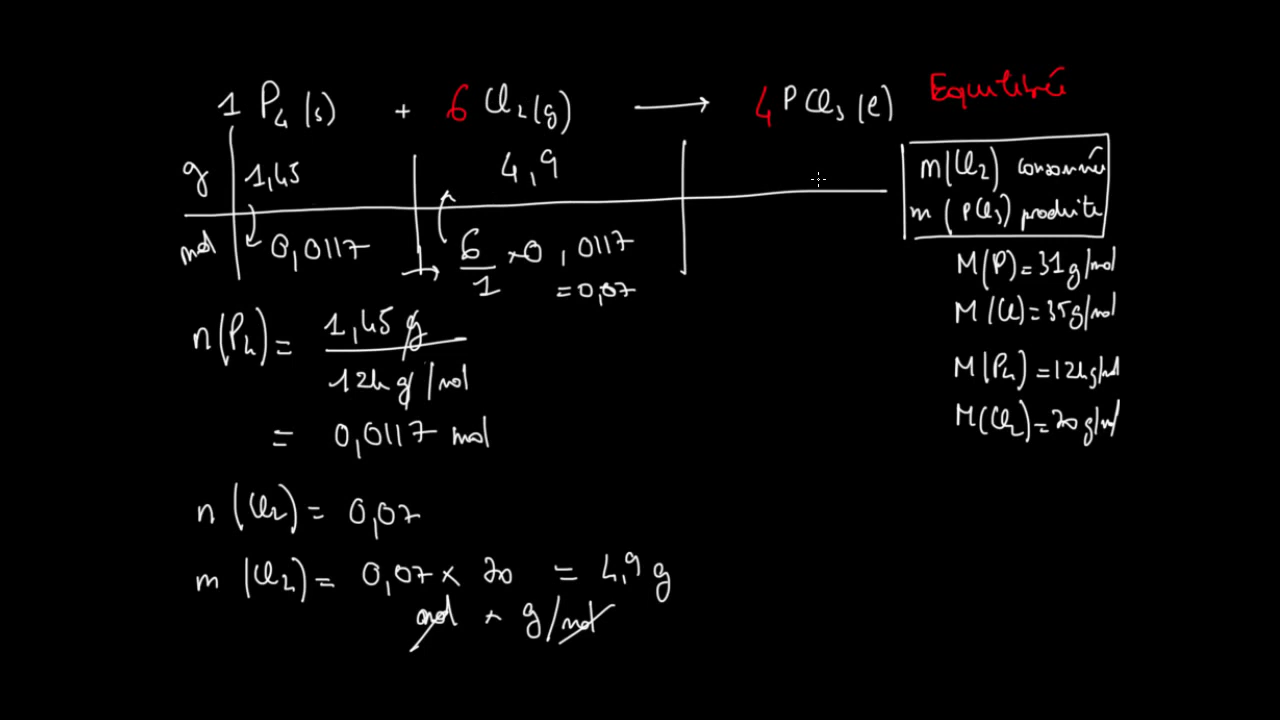 1 P₄(s) + 6 Cl₂(g) → 4 PCl₃(l) Equilibrée
g 1,45 4,9
mol 0,0117 6/1 × 0,0117
= 0,07
m(Cl₂) consommée
m(PCl₃) produite
M(P) = 31 g/mol
M(Cl) = 35 g/mol
M(P₄) = 124 g/mol
M(Cl₂) = 70 g/mol
n(P₄) = 1,45 g / 124 g/mol
= 0,0117 mol
n(Cl₂) = 0,07
m(Cl₂) = 0,07 × 70 = 4,9 g
mol × g/mol